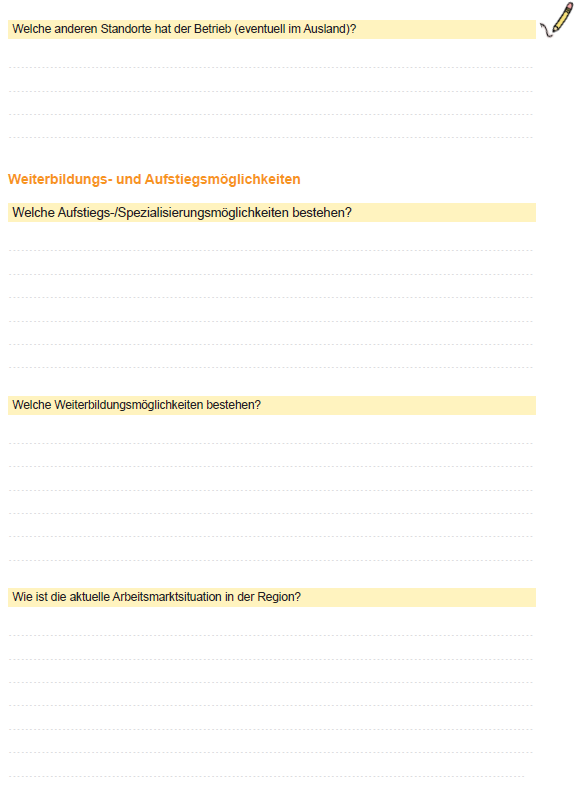 Welche anderen Standorte hat der Betrieb (eventuell im Ausland)?
Weiterbildungs- und Aufstiegsmöglichkeiten
Welche Aufstiegs-/Spezialisierungsmöglichkeiten bestehen?
Welche Weiterbildungsmöglichkeiten bestehen?
Wie ist die aktuelle Arbeitsmarktsituation in der Region?